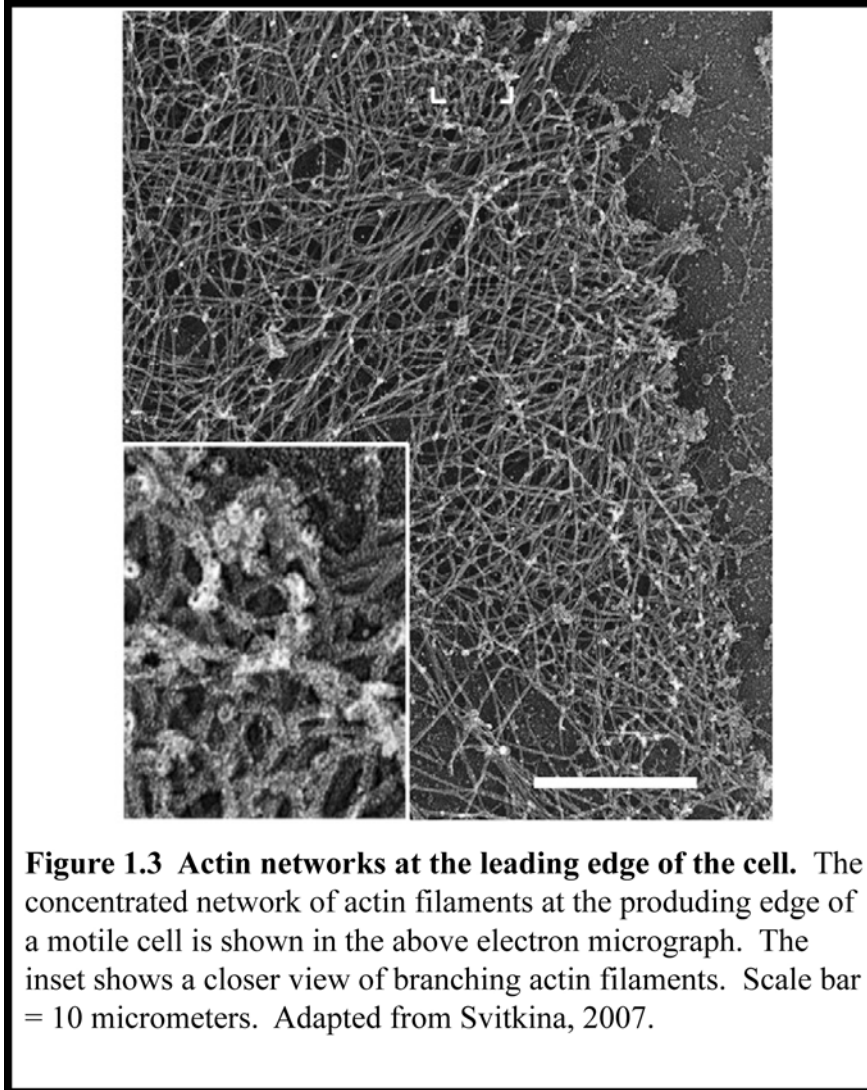 Figure 1.3 Actin networks at the leading edge of the cell. The
concentrated network of actin filaments at the produding edge of
a motile cell is shown in the above electron micrograph. The
inset shows a closer view of branching actin filaments. Scale bar
= 10 micrometers. Adapted from Svitkina, 2007.